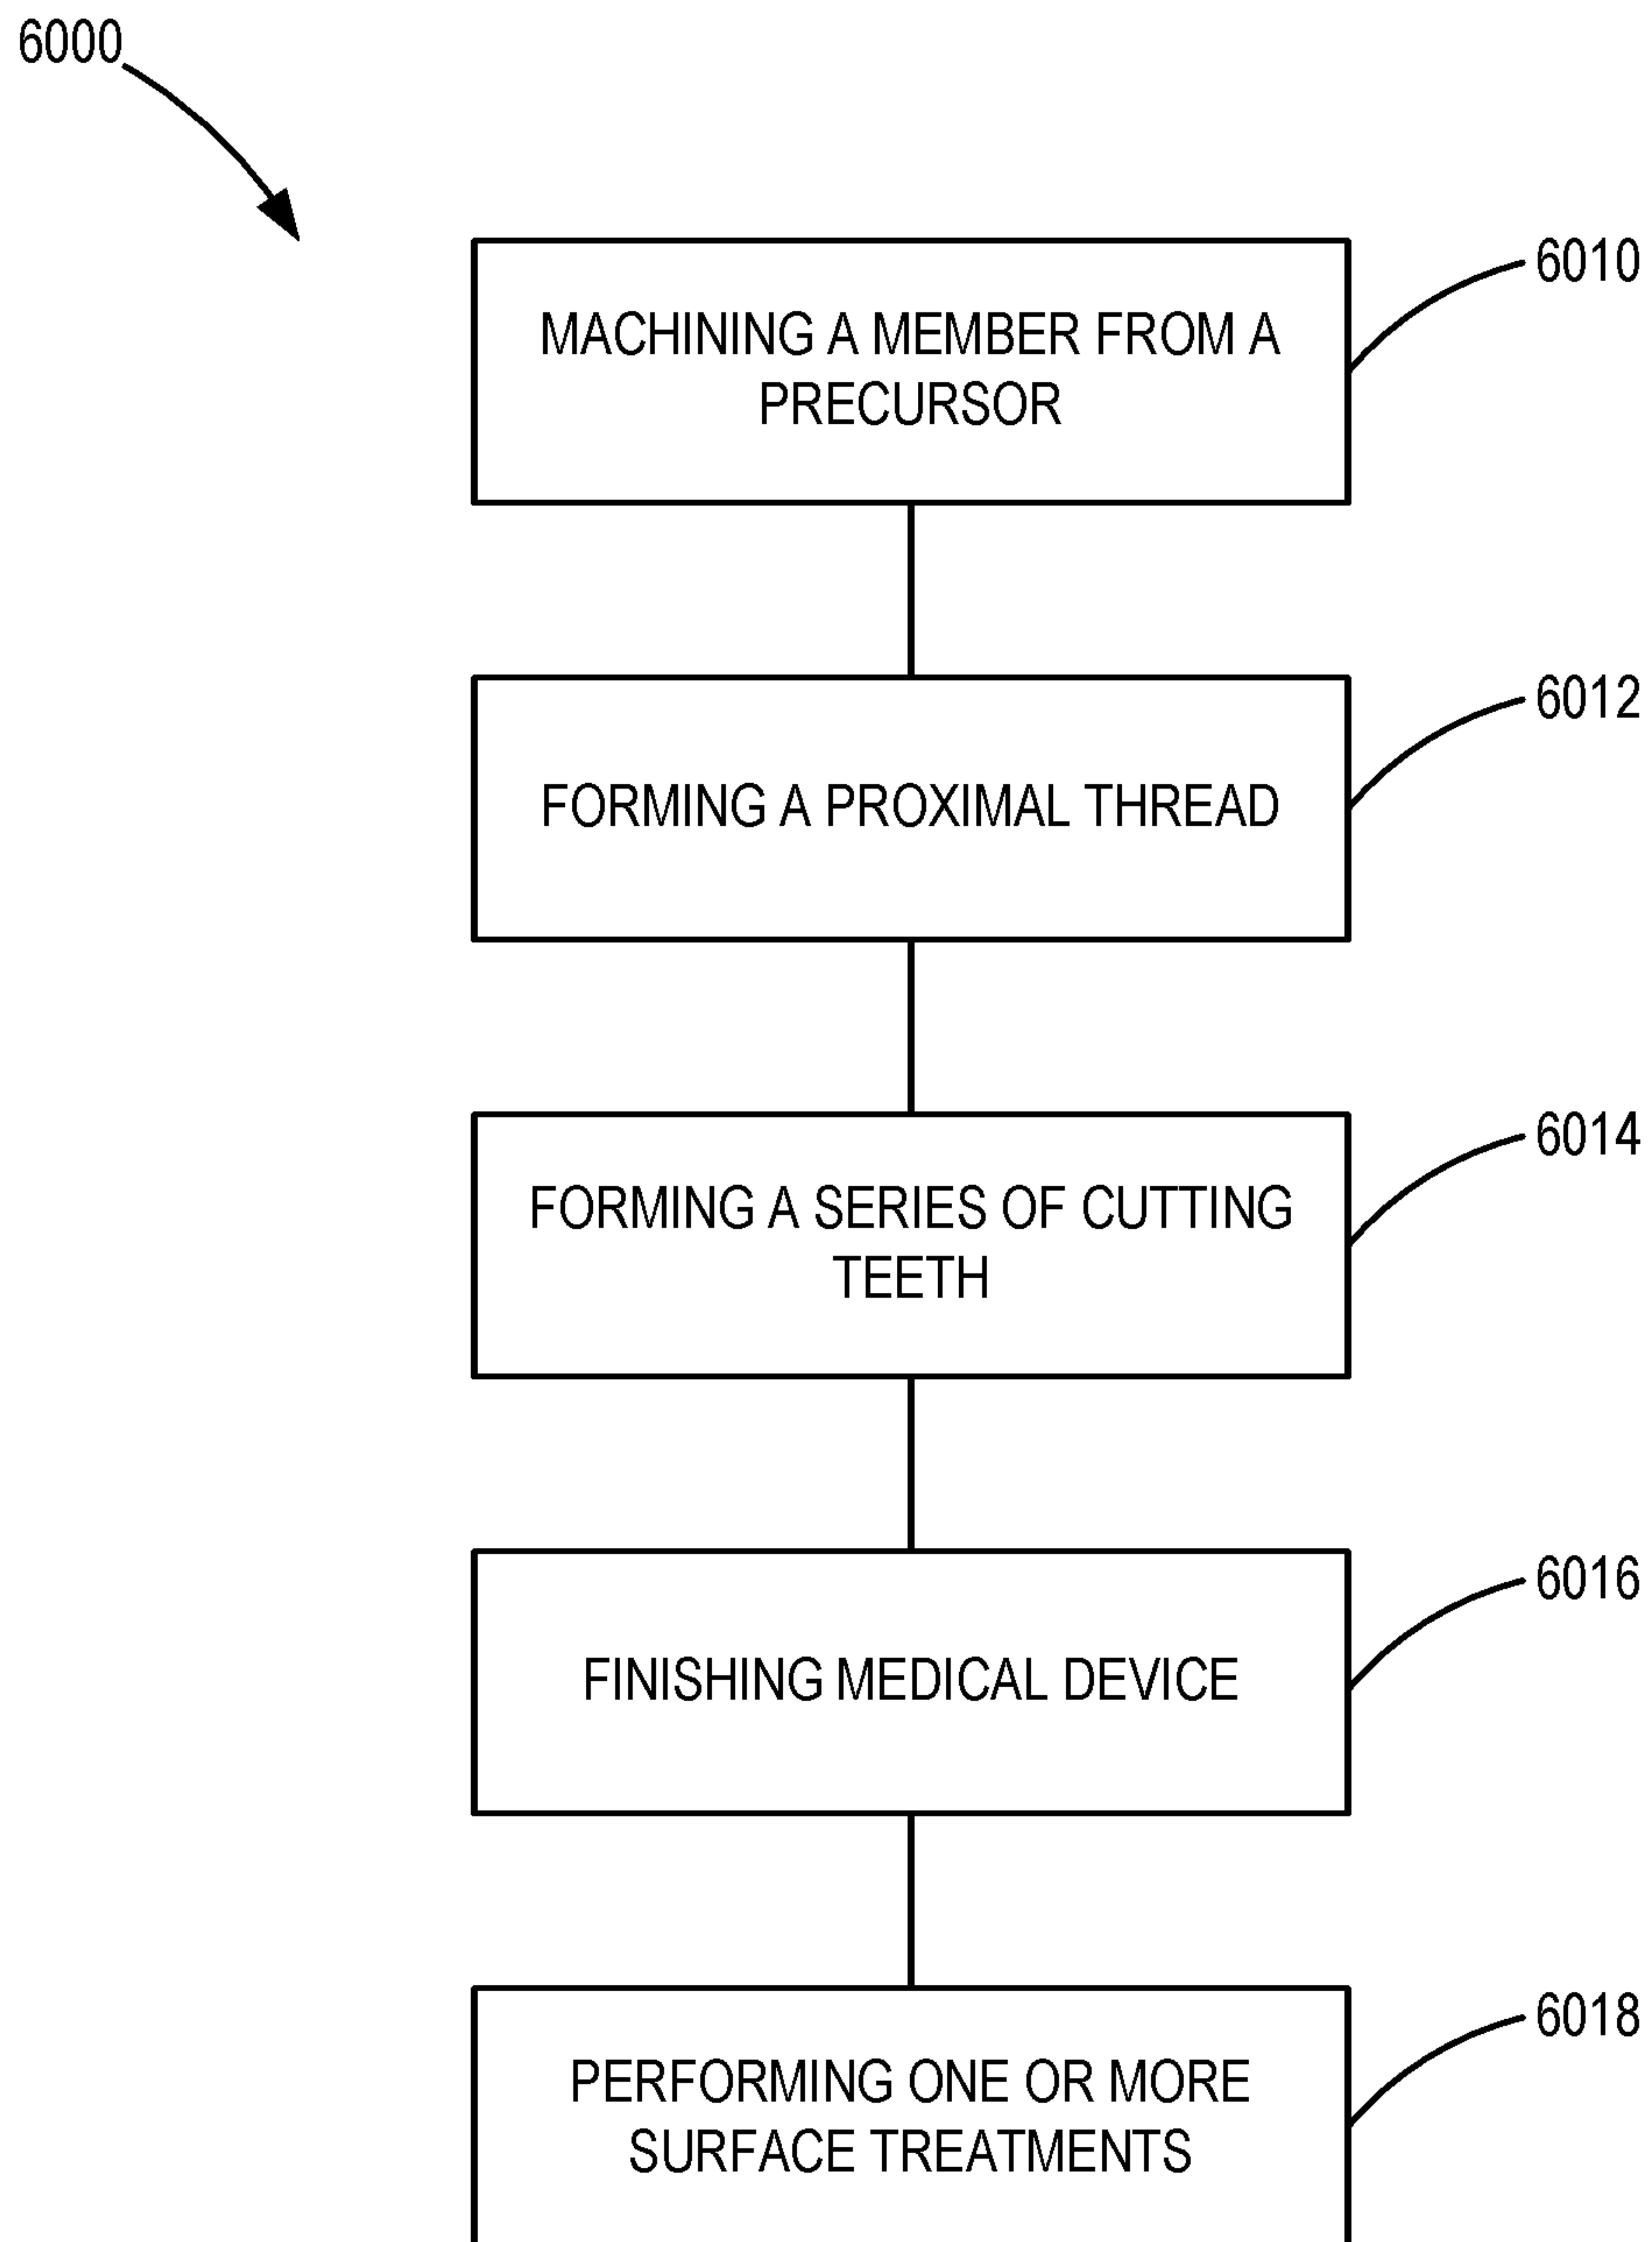 6000
6010
MACHINING A MEMBER FROM A
PRECURSOR
6012
FORMING A PROXIMAL THREAD
6014
FORMING A SERIES OF CUTTING
TEETH
6016
FINISHING MEDICAL DEVICE
6018
PERFORMING ONE OR MORE
SURFACE TREATMENTS